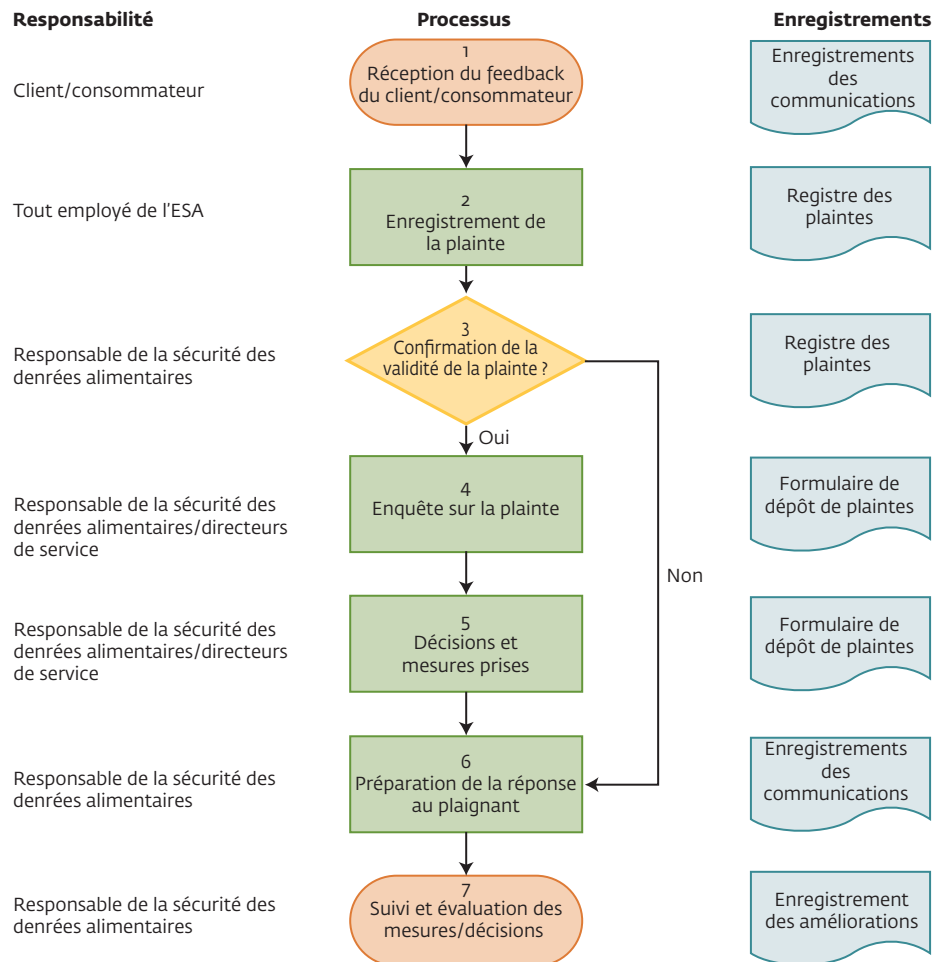 Responsabilité
Processus
Enregistrements
Client/consommateur
1
Réception du feedback
du client/consommateur
Enregistrements
des
communications
Tout employé de l'ESA
2
Enregistrement de
la plainte
Registre des
plaintes
Responsable de la sécurité des
denrées alimentaires
3
Confirmation de la
validité de la plainte ?
Registre des
plaintes
Oui
Responsable de la sécurité des
denrées alimentaires/directeurs
de service
4
Enquête sur la plainte
Formulaire de
dépôt de plaintes
Non
Responsable de la sécurité des
denrées alimentaires/directeurs
de service
5
Décisions et
mesures prises
Formulaire de
dépôt de plaintes
Responsable de la sécurité des
denrées alimentaires
6
Préparation de la réponse
au plaignant
Enregistrements
des
communications
Responsable de la sécurité des
denrées alimentaires
7
Suivi et évaluation des
mesures/décisions
Enregistrement
des améliorations